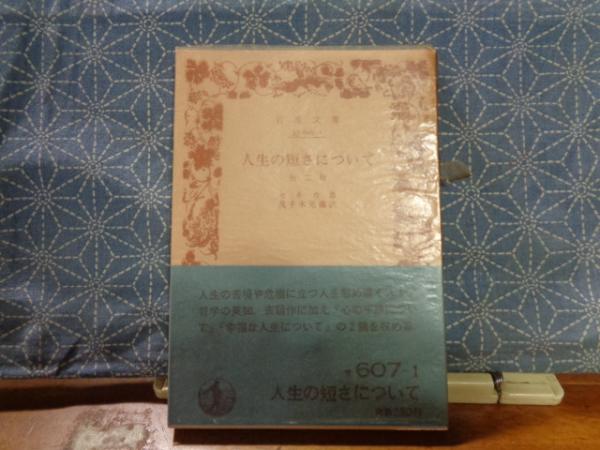 岩波文庫
人生の短さについて
他二篇
セネカ著
茂手木元蔵訳
人生の苦境や危機に立つ人を慰め導く
哲学の英知。表題作に加え『心の平静につい
て』『幸福な人生について』の2篇を収める
青607-1
人生の短さについて